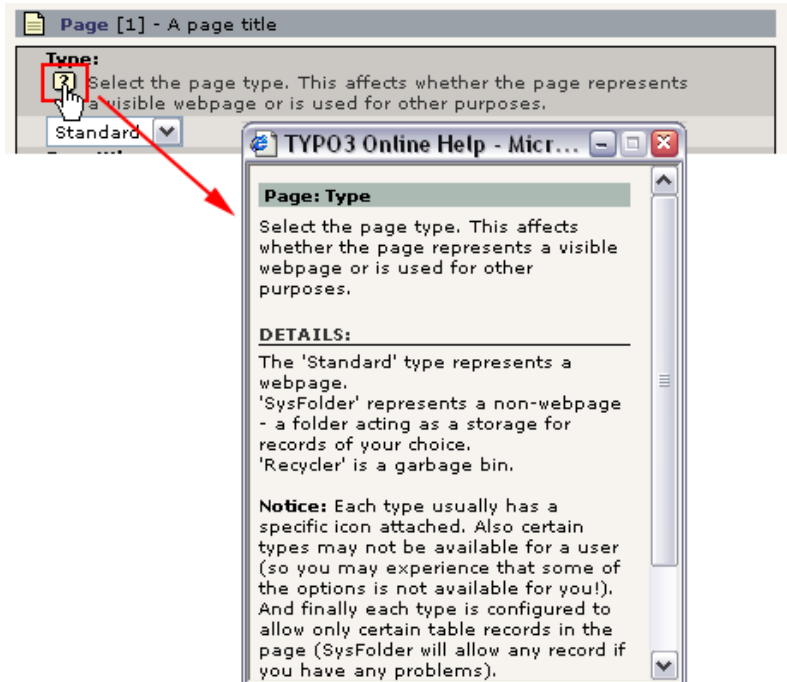 Page [1] - A page title
Type:
Select the page type. This affects whether the page represents
a visible webpage or is used for other purposes.
Standard
TYPO3 Online Help - Micr...
Page: Type
Select the page type. This affects
whether the page represents a visible
webpage or is used for other
purposes.
DETAILS:
The 'Standard' type represents a
webpage.
'SysFolder' represents a non-webpage
- a folder acting as a storage for
records of your choice.
'Recycler' is a garbage bin.
Notice: Each type usually has a
specific icon attached. Also certain
types may not be available for a user
(so you may experience that some of
the options is not available for you!).
And finally each type is configured to
allow only certain table records in the
page (SysFolder will allow any record if
you have any problems).